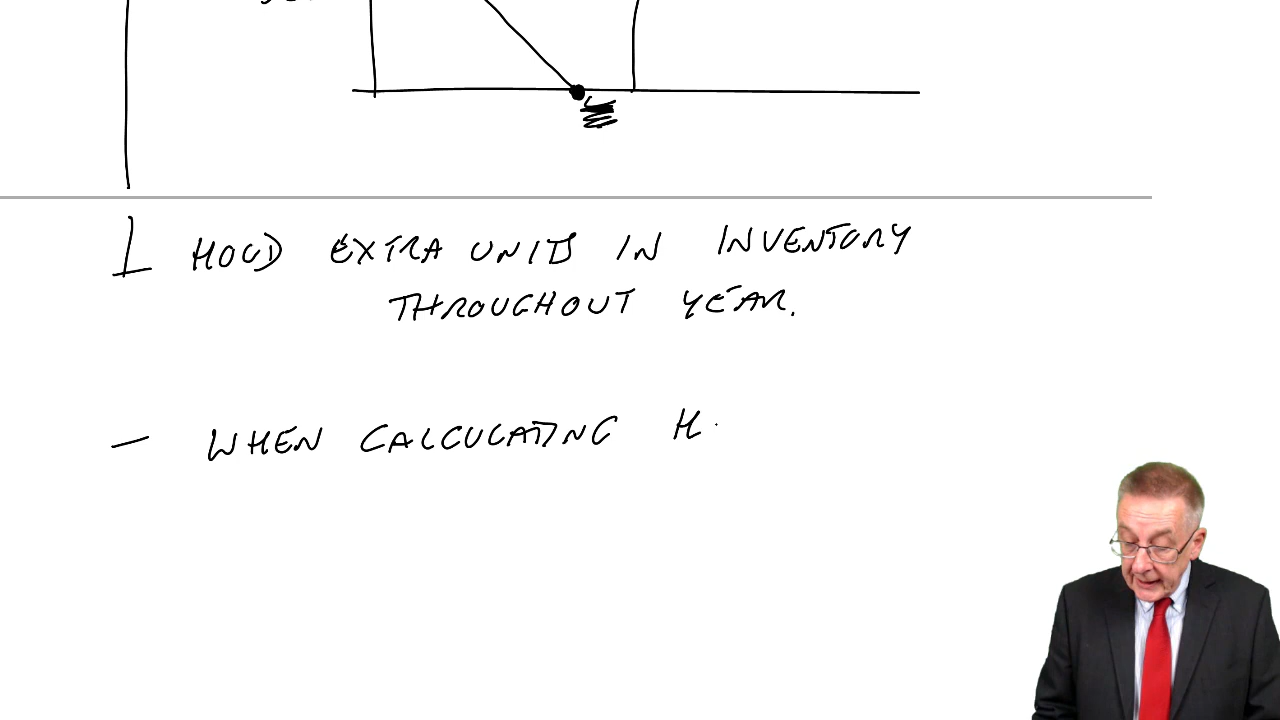 HOLD EXTRA UNITS IN INVENTORY
THROUGHOUT YEAR.
— WHEN CALCULATING H